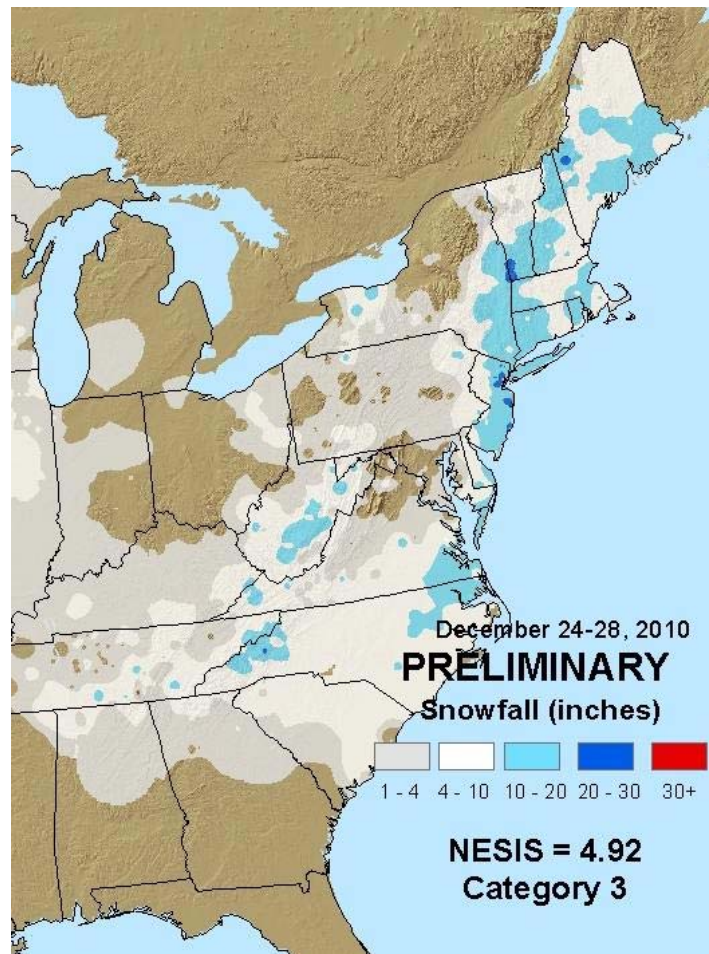 December 24-28, 2010
PRELIMINARY
Snowfall (inches)
1 - 4 4 - 10 10 - 20 20 - 30 30+
NESIS = 4.92
Category 3